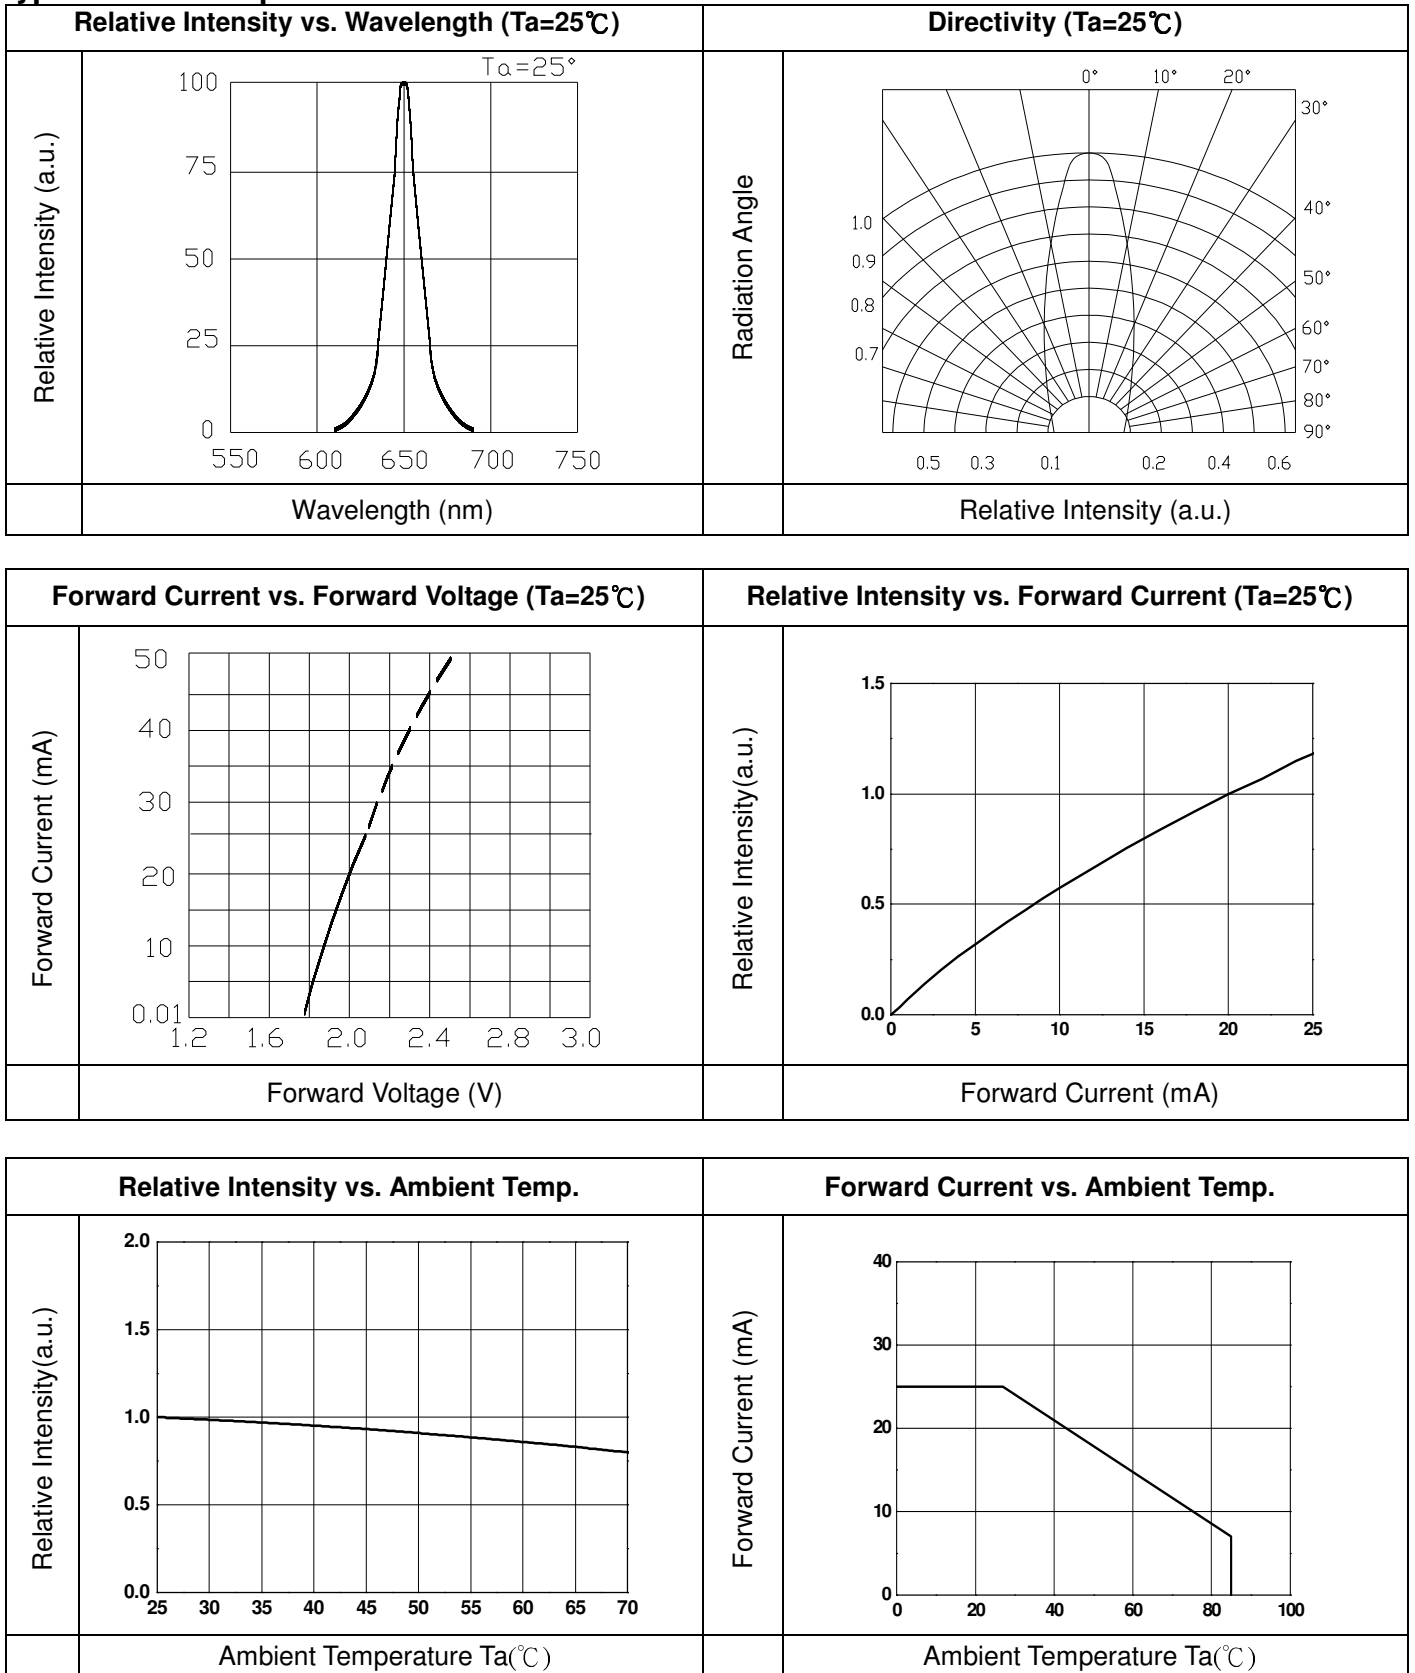 Relative Intensity vs. Wavelength (Ta=25℃)
Directivity (Ta=25℃)
Relative Intensity (a.u.)
Ta=25°
100
75
50
25
0
550 600 650 700 750
Wavelength (nm)
Radiation Angle
0° 10° 20°
30°
40°
50°
60°
70°
80°
90°
1.0
0.9
0.8
0.7
0.5 0.3 0.1 0.2 0.4 0.6
Relative Intensity (a.u.)
Forward Current vs. Forward Voltage (Ta=25℃)
Relative Intensity vs. Forward Current (Ta=25℃)
Forward Current (mA)
50
40
30
20
10
0.01
1.2 1.6 2.0 2.4 2.8 3.0
Forward Voltage (V)
Relative Intensity(a.u.)
1.5
1.0
0.5
0.0
0 5 10 15 20 25
Forward Current (mA)
Relative Intensity vs. Ambient Temp.
Forward Current vs. Ambient Temp.
Relative Intensity(a.u.)
2.0
1.5
1.0
0.5
0.0
25 30 35 40 45 50 55 60 65 70
Ambient Temperature Ta(℃)
Forward Current (mA)
40
30
20
10
0
0 20 40 60 80 100
Ambient Temperature Ta(℃)